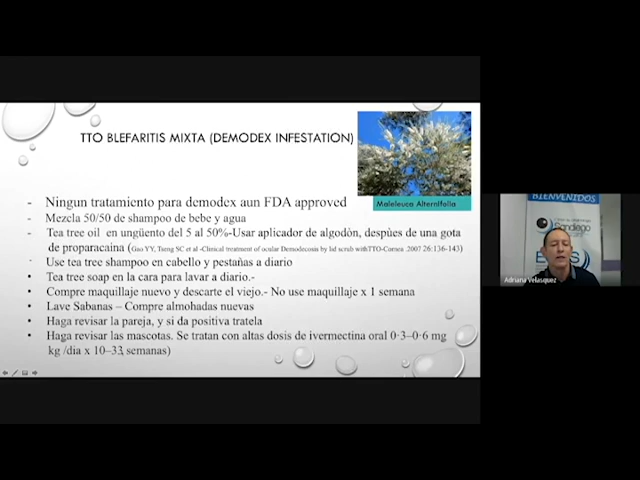 TTO BLEFARITIS MIXTA (DEMODEX INFESTATION)
Maleleuca Alternifolia
- Ningun tratamiento para demodex aun FDA approved
- Mezcla 50/50 de shampoo de bebe y agua
- Tea tree oil en ungüento del 5 al 50%-Usar aplicador de algodòn, despùes de una gota
de proparacaina (Gao YY, Tseng SC et al -Clinical treatment of ocular Demodecosis by lid scrub withTTO-Cornea .2007 26:136-143)
- Use tea tree shampoo en cabello y pestañas a diario
• Tea tree soap en la cara para lavar a diario.-
• Compre maquillaje nuevo y descarte el viejo.- No use maquillaje x 1 semana
• Lave Sabanas – Compre almohadas nuevas
• Haga revisar la pareja, y si da positiva tratela
• Haga revisar las mascotas. Se tratan con altas dosis de ivermectina oral 0·3–0·6 mg
kg /dia x 10–33 semanas)
BIENVENIDOS
Sandiego
Adriana Velasquez